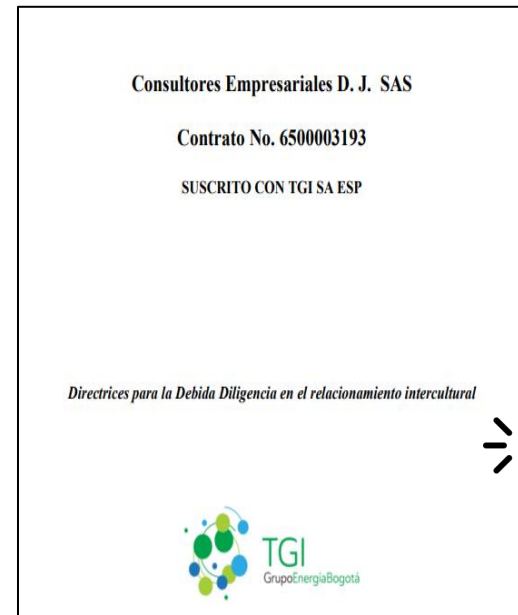 Consultores Empresariales D. J. SAS
Contrato No. 6500003193
SUSCRITO CON TGI SA ESP
Directrices para la Debida Diligencia en el relacionamiento intercultural
TGI
GrupoEnergíaBogotá